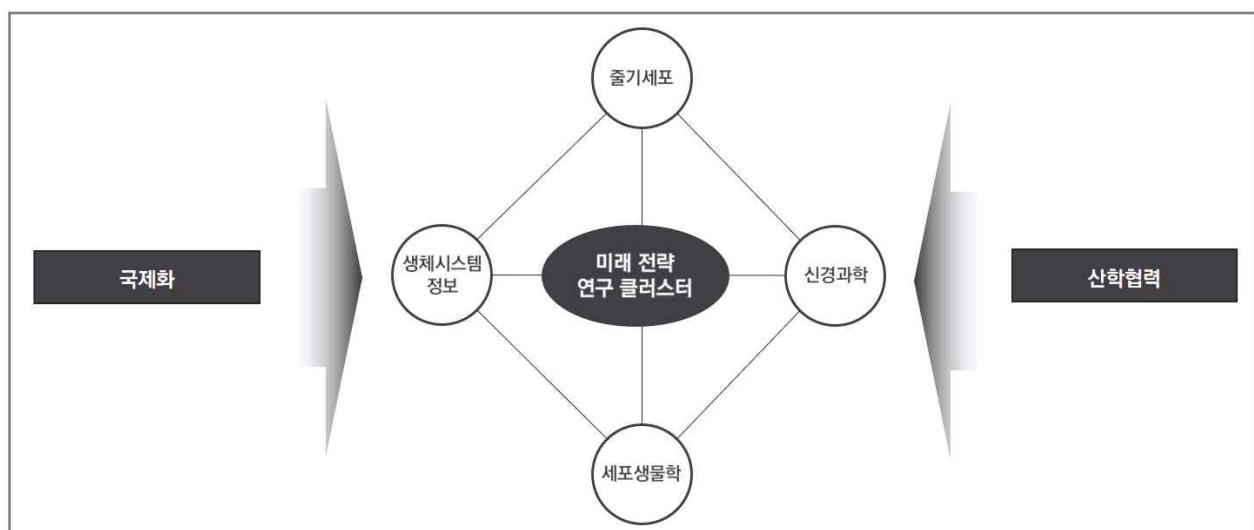 줄기세포
국제화
생체시스템
정보
미래 전략
연구 클러스터
신경과학
산학협력
세포생물학